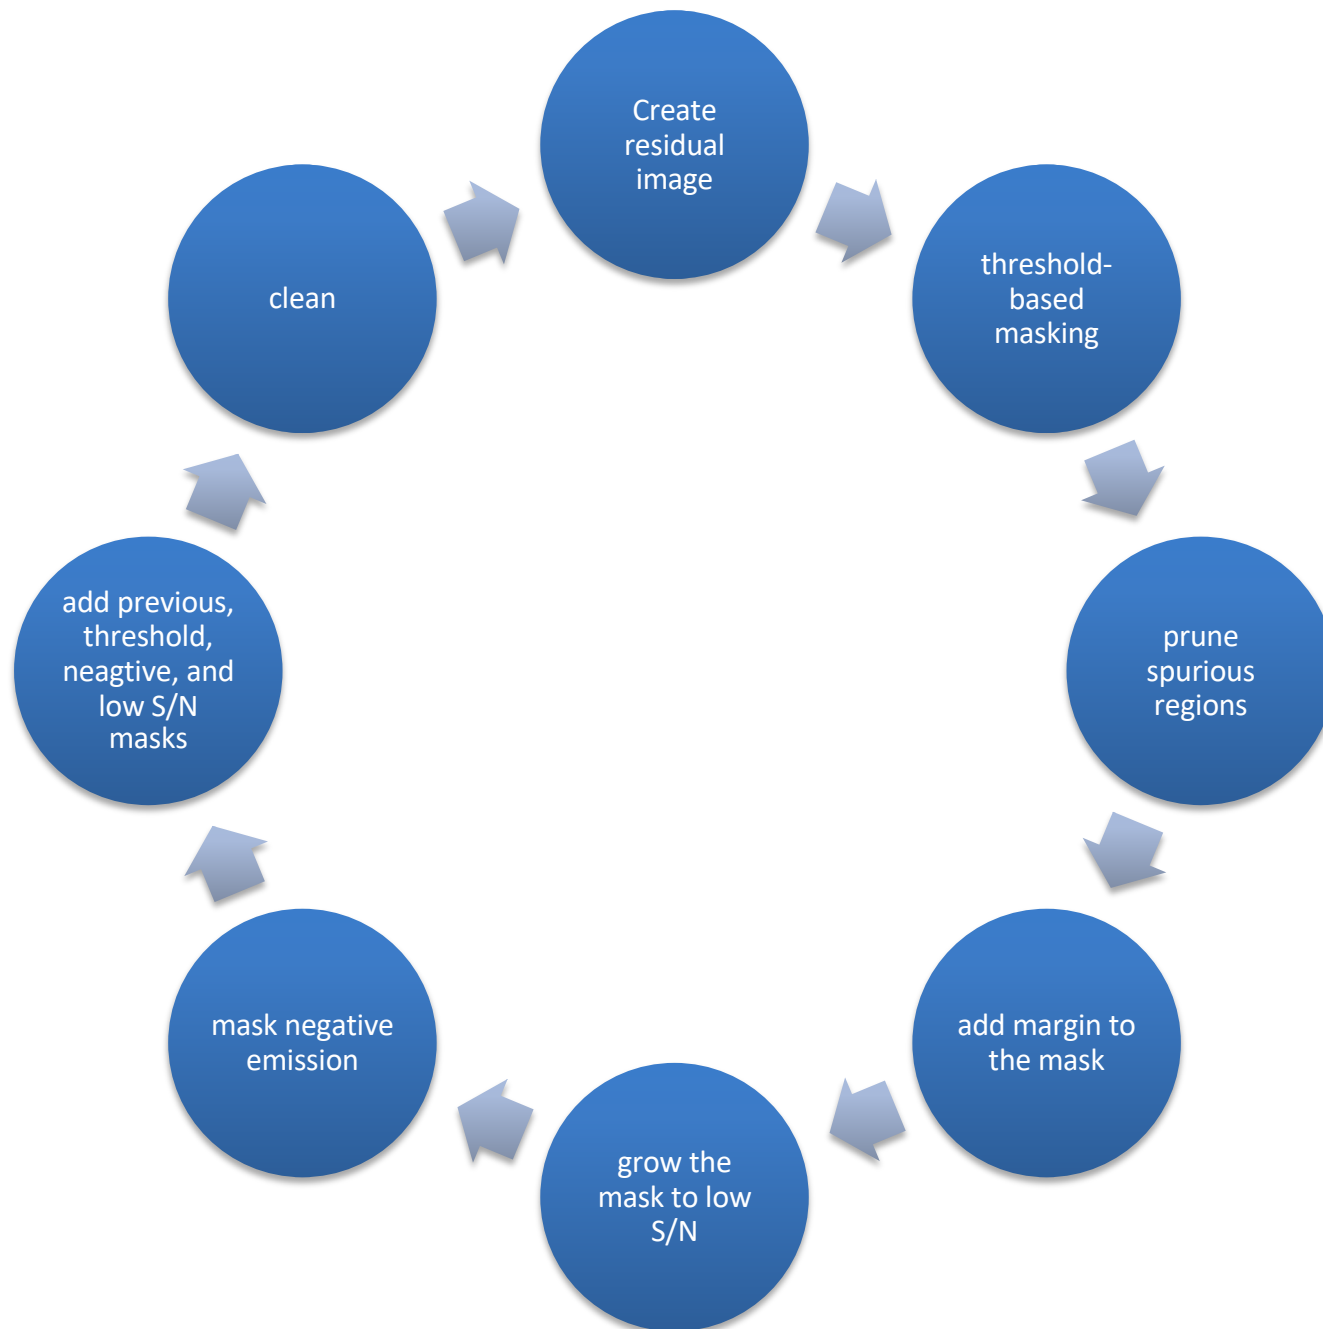 Create
residual
image
threshold-
based
masking
prune
spurious
regions
add margin to
the mask
grow the
mask to low
S/N
mask negative
emission
add previous,
threshold,
neagtive, and
low S/N
masks
clean